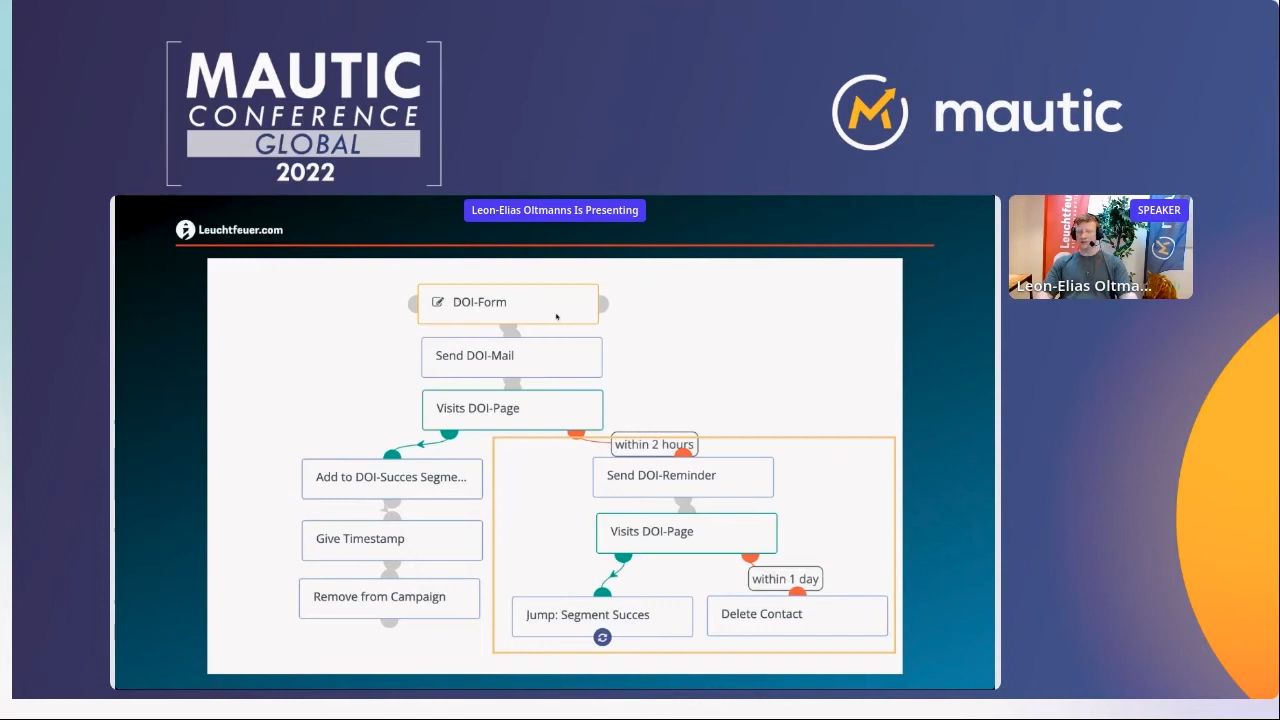 MAUTIC
CONFERENCE
GLOBAL
2022
mautic
Leon-Elias Oltmanns Is Presenting
Leuchtfeuer.com
SPEAKER
Leuchtfeu
Leon-Elias Oltma...
DOI-Form
Send DOI-Mail
Visits DOI-Page
within 2 hours
Add to DOI-Succes Segme...
Send DOI-Reminder
Give Timestamp
Visits DOI-Page
within 1 day
Remove from Campaign
Jump: Segment Succes
Delete Contact